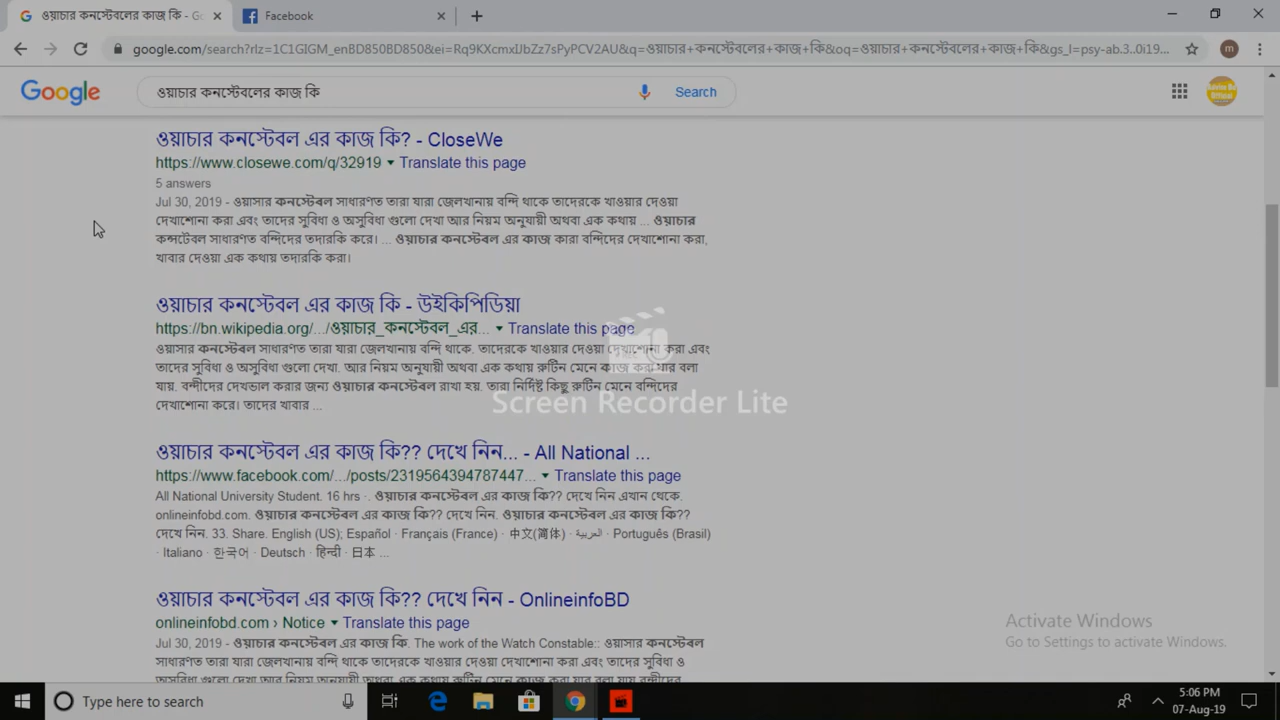 ওয়াচার কনস্টেবলের কাজ কি - Go
Facebook
google.com/search?rlz=1C1GIGM_enBD850BD850&ei=Rq9KXcmxIJbZz7sPyPCV2AU&q=ওয়াচার+কনস্টেবলের+কাজ+কি&oq=ওয়াচার+কনস্টেবলের+কাজ+কি&gs_l=psy-ab.3..0i19...
m
Google
ওয়াচার কনস্টেবলের কাজ কি
Search
ওয়াচার কনস্টেবল এর কাজ কি? - CloseWe
https://www.closewe.com/q/32919 Translate this page
5 answers
Jul 30, 2019 - ওয়াসার কনস্টেবল সাধারণত তারা যারা জেলখানায় বন্দি থাকে তাদেরকে খাওয়ার দেওয়া
দেখাশোনা করা এবং তাদের সুবিধা ও অসুবিধা গুলো দেখা আর নিয়ম অনুযায়ী অথবা এক কথায় ... ওয়াচার
কন্সটেবল সাধারণত বন্দিদের তদারকি করে। ... ওয়াচার কনস্টেবল এর কাজ কারা বন্দিদের দেখাশোনা করা,
খাবার দেওয়া এক কথায় তদারকি করা।
ওয়াচার কনস্টেবল এর কাজ কি - উইকিপিডিয়া
https://bn.wikipedia.org/.../ওয়াচার_কনস্টেবল_এর... Translate this page
ওয়াসার কনস্টেবল সাধারণত তারা যারা জেলখানায় বন্দি থাকে. তাদেরকে খাওয়ার দেওয়া দেখাশোনা করা এবং
তাদের সুবিধা ও অসুবিধা গুলো দেখা. আর নিয়ম অনুযায়ী অথবা এক কথায় রুটিন মেনে কাজ করা যার বলা
যায়. বন্দীদের দেখভাল করার জন্য ওয়াচার কনস্টেবল রাখা হয়. তারা নির্দিষ্ট কিছু রুটিন মেনে বন্দিদের
দেখাশোনা করে। তাদের খাবার ...
Screen Recorder Lite
ওয়াচার কনস্টেবল এর কাজ কি?? দেখে নিন... - All National ...
https://www.facebook.com/.../posts/2319564394787447... Translate this page
All National University Student. 16 hrs ·. ওয়াচার কনস্টেবল এর কাজ কি?? দেখে নিন এখান থেকে.
onlineinfobd.com. ওয়াচার কনস্টেবল এর কাজ কি?? দেখে নিন. ওয়াচার কনস্টেবল এর কাজ কি??
দেখে নিন. 33. Share. English (US); Español · Français (France) · 中文(简体) · العربية · Português (Brasil)
· Italiano · 한국어 · Deutsch · हिन्दी · 日本 ...
ওয়াচার কনস্টেবল এর কাজ কি?? দেখে নিন - OnlineinfoBD
onlineinfobd.com › Notice Translate this page
Jul 30, 2019 - ওয়াচার কনস্টেবল এর কাজ কি. The work of the Watch Constable:: ওয়াসার কনস্টেবল
সাধারণত তারা যারা জেলখানায় বন্দি থাকে তাদেরকে খাওয়ার দেওয়া দেখাশোনা করা এবং তাদের সুবিধা ও
অসুবিধা গুলো দেখা আর নিয়ম অনুযায়ী অথবা এক কথায়
Activate Windows
Go to Settings to activate Windows.
Type here to search
5:06 PM
07-Aug-19